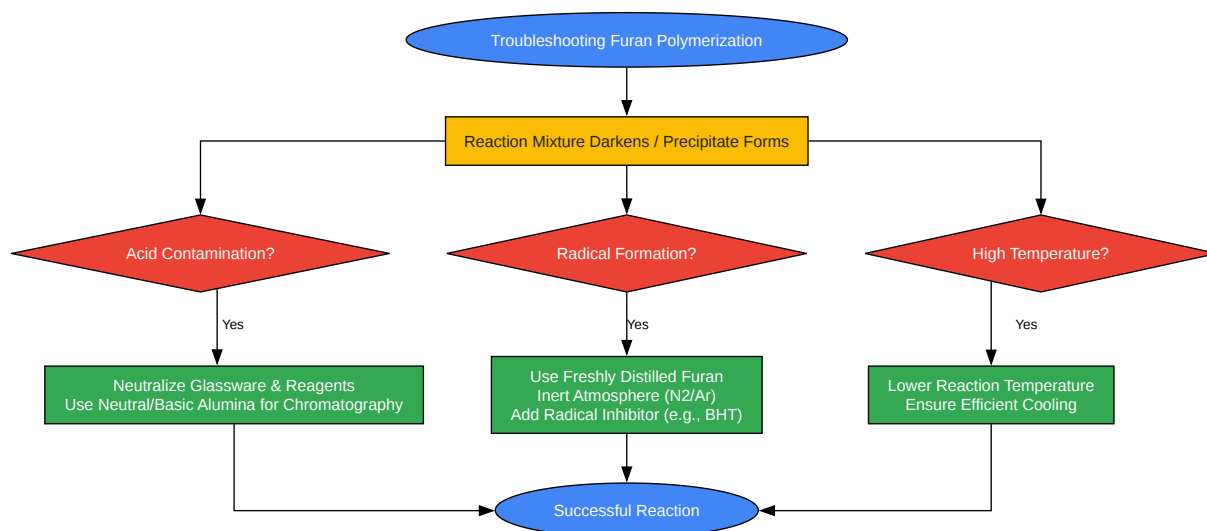 Troubleshooting Furan Polymerization
Reaction Mixture Darkens / Precipitate Forms
Acid Contamination?
Radical Formation?
High Temperature?
Yes
Yes
Yes
Neutralize Glassware & Reagents
Use Neutral/Basic Alumina for Chromatography
Use Freshly Distilled Furan
Inert Atmosphere (N2/Ar)
Add Radical Inhibitor (e.g., BHT)
Lower Reaction Temperature
Ensure Efficient Cooling
Successful Reaction